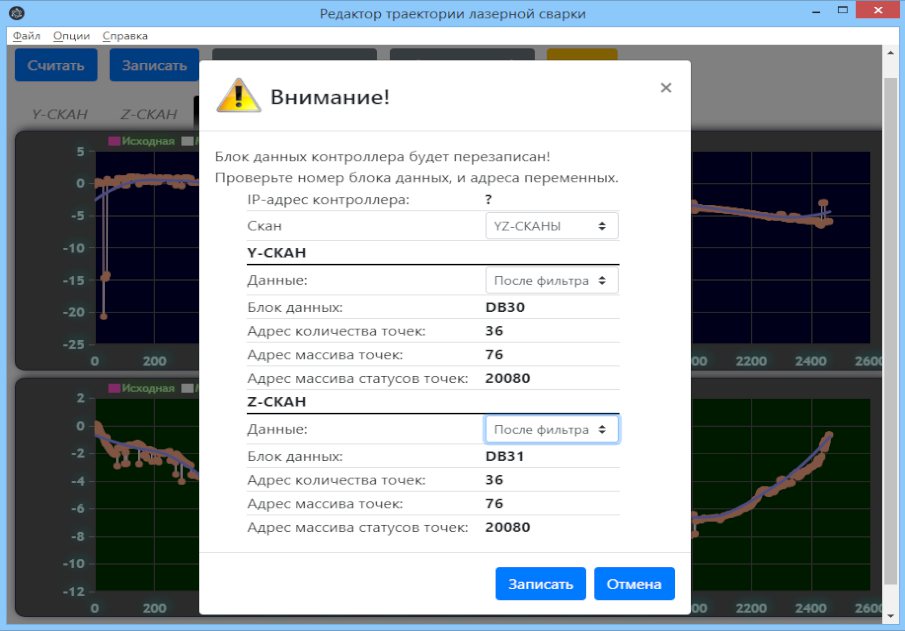 Редактор траектории лазерной сварки
Файл Опции Справка
Считать Записать
Внимание!
Y-СКАН Z-СКАН
Исходная
5
0
-5
-10
-15
-20
-25
0 200 2200 2400 2600
Блок данных контроллера будет перезаписан!
Проверьте номер блока данных, и адреса переменных.
IP-адрес контроллера: ?
Скан YZ-СКАНЫ
Y-СКАН
Данные: После фильтра
Блок данных: DB30
Адрес количества точек: 36
Адрес массива точек: 76
Адрес массива статусов точек: 20080
Z-СКАН
Данные: После фильтра
Блок данных: DB31
Адрес количества точек: 36
Адрес массива точек: 76
Адрес массива статусов точек: 20080
Исходная
2
0
-2
-4
-6
-8
-10
-12
0 200 2200 2400 2600
Записать Отмена